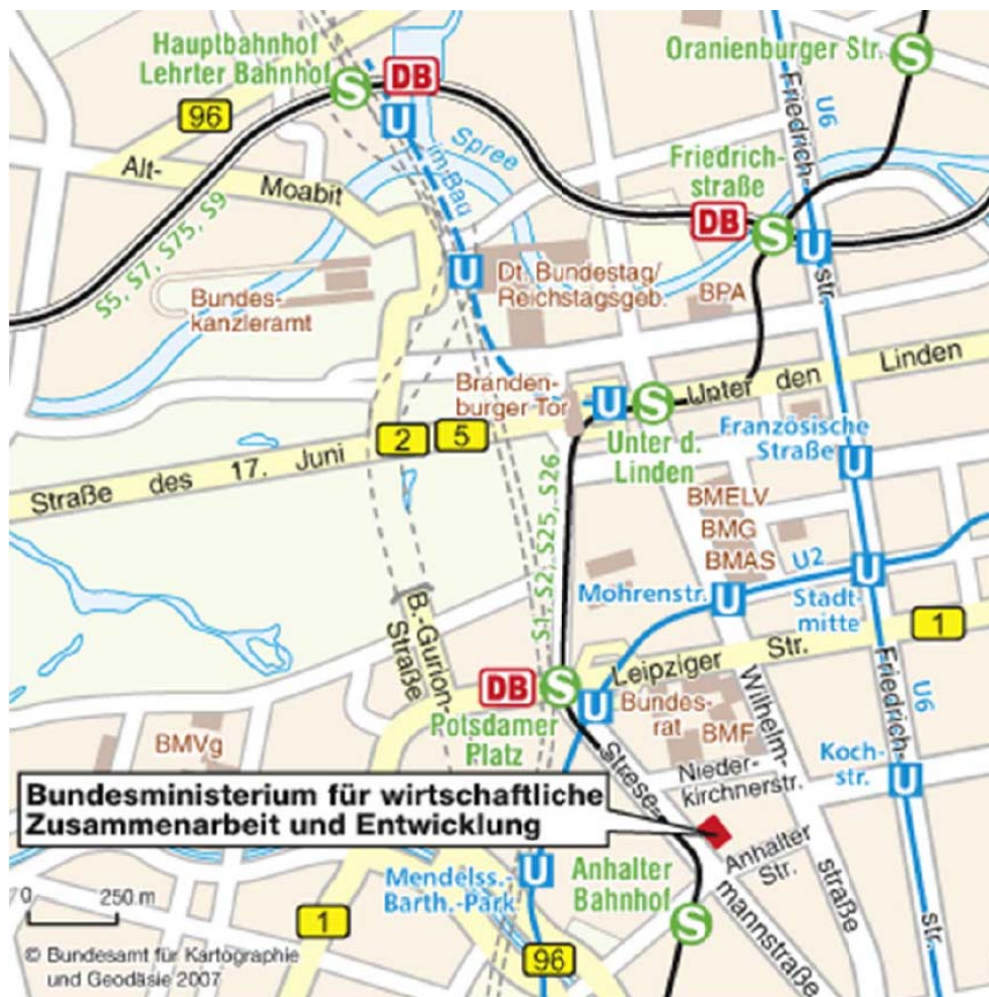 Hauptbahnhof
Lehrter Bahnhof
S
DB
U
96
Oranienburger Str.
S
Friedrich-
U6
Spree
im Bau
Alt-
Moabit
Friedrich-
straße
DB
S
U
str.
S5, S7, S75, S9
U
Dt. Bundestag/
Reichstagsgeb.
BPA
Bundes-
kanzleramt
Branden-
burger Tor
U
S
Unter den Linden
Unter d.
Linden
2
5
Straße des 17. Juni
Französische
Straße
U
S1, S2, S25, S26
BMELV
BMG
BMAS
U2
U
Mohrenstr.
U
Stadt-
mitte
B.-Gurion-
Straße
1
Leipziger Str.
DB
S
U
Potsdamer
Platz
Bundes-
rat
BMF
Wilhelm-
Friedrich-
U6
BMVg
Koch-
str.
U
Nieder-
kirchnerstr.
Strese-
Bundesministerium für wirtschaftliche
Zusammenarbeit und Entwicklung
Anhalter
Str.
straße
Mendelss.-
Barth.-Park
U
Anhalter
Bahnhof
S
mannstraße
str.
0 250 m
1
96
© Bundesamt für Kartographie
und Geodäsie 2007